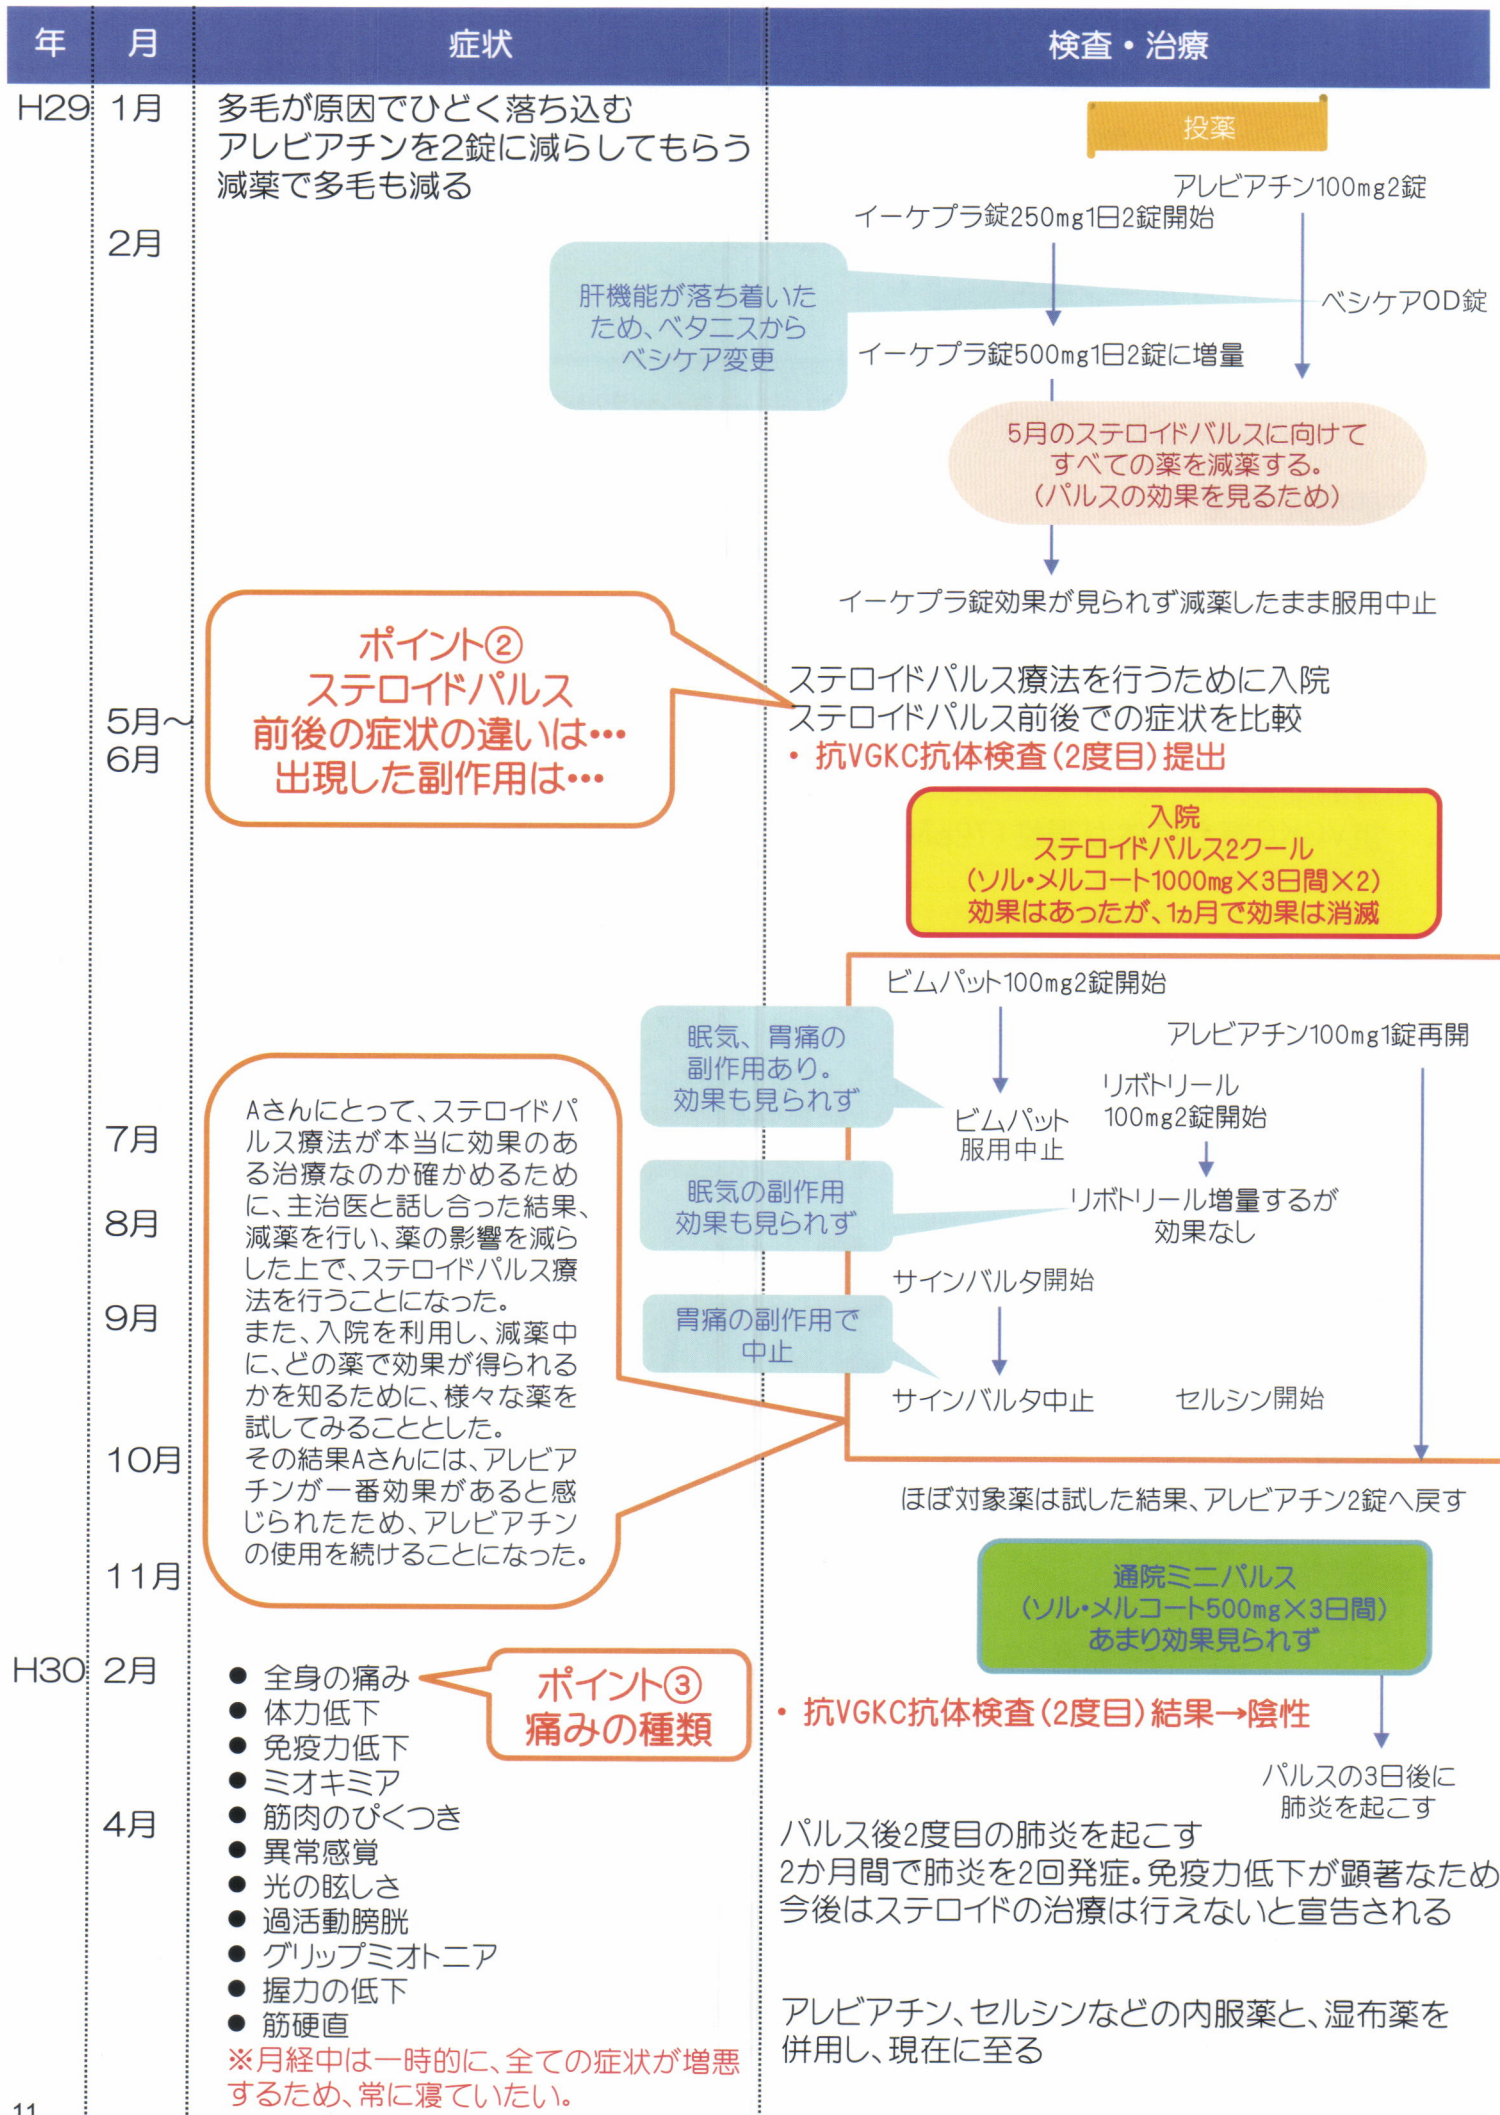 年 月 症状 検査・治療
H29 1月
多毛が原因でひどく落ち込む
アレビアチンを2錠に減らしてもらう
減薬で多毛も減る
投薬
アレビアチン100mg2錠
イーケプラ錠250mg1日2錠開始
2月
肝機能が落ち着いた
ため、ベタニスから
ベシケア変更
ベシケアOD錠
イーケプラ錠500mg1日2錠に増量
5月のステロイドパルスに向けて
すべての薬を減薬する。
(パルスの効果を見るため)
イーケプラ錠効果が見られず減薬したまま服用中止
ポイント②
ステロイドパルス
前後の症状の違いは…
出現した副作用は…
5月〜
6月
ステロイドパルス療法を行うために入院
ステロイドパルス前後での症状を比較
・抗VGKC抗体検査(2度目)提出
入院
ステロイドパルス2クール
(ソル・メルコート1000mg×3日間×2)
効果はあったが、1ヵ月で効果は消滅
ビムパット100mg2錠開始
眠気、胃痛の
副作用あり。
効果も見られず
アレビアチン100mg1錠再開
リボトリール
100mg2錠開始
ビムパット
服用中止
7月
眠気の副作用
効果も見られず
リボトリール増量するが
効果なし
8月
サインバルタ開始
9月
胃痛の副作用で
中止
サインバルタ中止
セルシン開始
Aさんにとって、ステロイドパ
ルス療法が本当に効果のあ
る治療なのか確かめるため
に、主治医と話し合った結果、
減薬を行い、薬の影響を減ら
した上で、ステロイドパルス療
法を行うことになった。
また、入院を利用し、減薬中
に、どの薬で効果が得られる
かを知るために、様々な薬を
試してみることとした。
その結果Aさんには、アレビア
チンが一番効果があると感
じられたため、アレビアチン
の使用を続けることになった。
10月
ほぼ対象薬は試した結果、アレビアチン2錠へ戻す
11月
通院ミニパルス
(ソル・メルコート500mg×3日間)
あまり効果見られず
H30 2月
● 全身の痛み
● 体力低下
● 免疫力低下
● ミオキミア
● 筋肉のぴくつき
● 異常感覚
● 光の眩しさ
● 過活動膀胱
● グリップミオトニア
● 握力の低下
● 筋硬直
※月経中は一時的に、全ての症状が増悪
するため、常に寝ていたい。
ポイント③
痛みの種類
・抗VGKC抗体検査(2度目)結果→陰性
パルスの3日後に
肺炎を起こす
4月
パルス後2度目の肺炎を起こす
2か月間で肺炎を2回発症。免疫力低下が顕著なため
今後はステロイドの治療は行えないと宣告される
アレビアチン、セルシンなどの内服薬と、湿布薬を
併用し、現在に至る
11